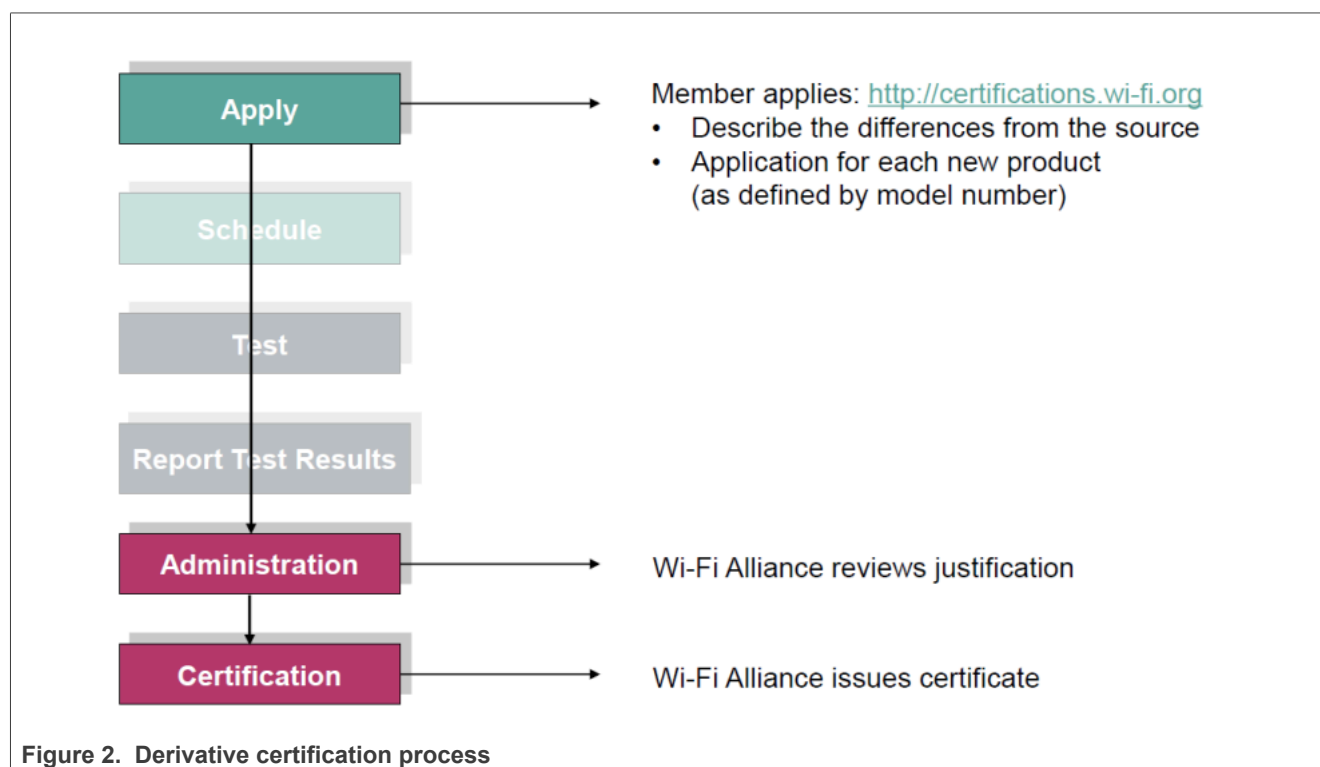 Apply
Member applies: http://certifications.wi-fi.org
• Describe the differences from the source
• Application for each new product
(as defined by model number)
Schedule
Test
Report Test Results
Administration
Wi-Fi Alliance reviews justification
Certification
Wi-Fi Alliance issues certificate
Figure 2. Derivative certification process